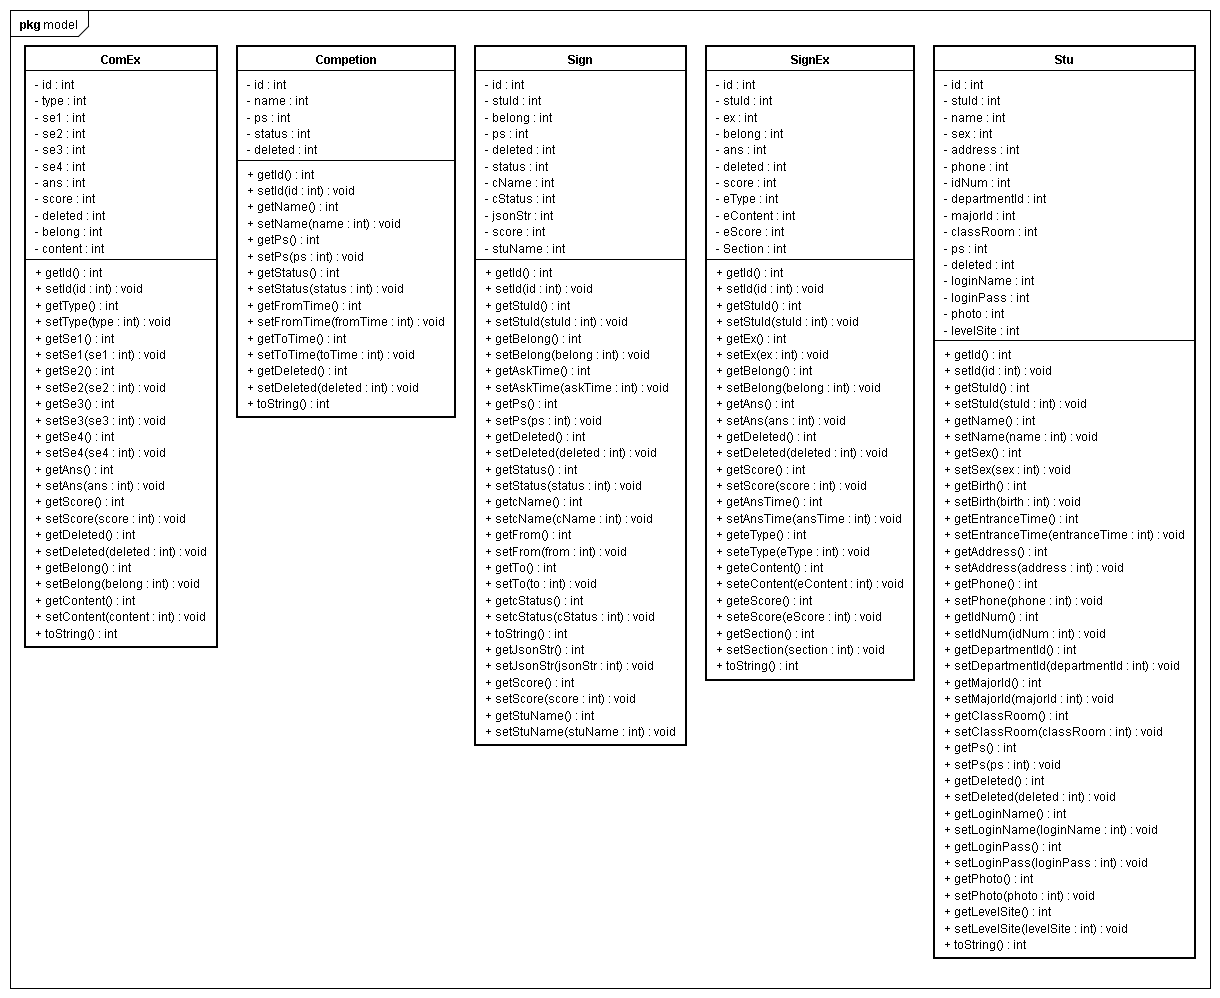 pkg model
ComEx
- id : int
- type : int
- se1 : int
- se2 : int
- se3 : int
- se4 : int
- ans : int
- score : int
- deleted : int
- belong : int
- content : int
+ getId() : int
+ setId(id : int) : void
+ getType() : int
+ setType(type : int) : void
+ getSe1() : int
+ setSe1(se1 : int) : void
+ getSe2() : int
+ setSe2(se2 : int) : void
+ getSe3() : int
+ setSe3(se3 : int) : void
+ getSe4() : int
+ setSe4(se4 : int) : void
+ getAns() : int
+ setAns(ans : int) : void
+ getScore() : int
+ setScore(score : int) : void
+ getDeleted() : int
+ setDeleted(deleted : int) : void
+ getBelong() : int
+ setBelong(belong : int) : void
+ getContent() : int
+ setContent(content : int) : void
+ toString() : int
Competion
- id : int
- name : int
- ps : int
- status : int
- deleted : int
+ getId() : int
+ setId(id : int) : void
+ getName() : int
+ setName(name : int) : void
+ getPs() : int
+ setPs(ps : int) : void
+ getStatus() : int
+ setStatus(status : int) : void
+ getFromTime() : int
+ setFromTime(fromTime : int) : void
+ getToTime() : int
+ setToTime(toTime : int) : void
+ getDeleted() : int
+ setDeleted(deleted : int) : void
+ toString() : int
Sign
- id : int
- stuId : int
- belong : int
- ps : int
- deleted : int
- status : int
- cName : int
- cStatus : int
- jsonStr : int
- score : int
- stuName : int
+ getId() : int
+ setId(id : int) : void
+ getStuId() : int
+ setStuId(stuId : int) : void
+ getBelong() : int
+ setBelong(belong : int) : void
+ getAskTime() : int
+ setAskTime(askTime : int) : void
+ getPs() : int
+ setPs(ps : int) : void
+ getDeleted() : int
+ setDeleted(deleted : int) : void
+ getStatus() : int
+ setStatus(status : int) : void
+ getcName() : int
+ setcName(cName : int) : void
+ getFrom() : int
+ setFrom(from : int) : void
+ getTo() : int
+ setTo(to : int) : void
+ getcStatus() : int
+ setcStatus(cStatus : int) : void
+ toString() : int
+ getJsonStr() : int
+ setJsonStr(jsonStr : int) : void
+ getScore() : int
+ setScore(score : int) : void
+ getStuName() : int
+ setStuName(stuName : int) : void
SignEx
- id : int
- stuId : int
- ex : int
- belong : int
- ans : int
- deleted : int
- score : int
- eType : int
- eContent : int
- eScore : int
- Section : int
+ getId() : int
+ setId(id : int) : void
+ getStuId() : int
+ setStuId(stuId : int) : void
+ getEx() : int
+ setEx(ex : int) : void
+ getBelong() : int
+ setBelong(belong : int) : void
+ getAns() : int
+ setAns(ans : int) : void
+ getDeleted() : int
+ setDeleted(deleted : int) : void
+ getScore() : int
+ setScore(score : int) : void
+ getAnsTime() : int
+ setAnsTime(ansTime : int) : void
+ geteType() : int
+ seteType(eType : int) : void
+ geteContent() : int
+ seteContent(eContent : int) : void
+ geteScore() : int
+ seteScore(eScore : int) : void
+ getSection() : int
+ setSection(section : int) : void
+ toString() : int
Stu
- id : int
- stuId : int
- name : int
- sex : int
- address : int
- phone : int
- idNum : int
- departmentId : int
- majorId : int
- classRoom : int
- ps : int
- deleted : int
- loginName : int
- loginPass : int
- photo : int
- levelSite : int
+ getId() : int
+ setId(id : int) : void
+ getStuId() : int
+ setStuId(stuId : int) : void
+ getName() : int
+ setName(name : int) : void
+ getSex() : int
+ setSex(sex : int) : void
+ getBirth() : int
+ setBirth(birth : int) : void
+ getEntranceTime() : int
+ setEntranceTime(entranceTime : int) : void
+ getAddress() : int
+ setAddress(address : int) : void
+ getPhone() : int
+ setPhone(phone : int) : void
+ getIdNum() : int
+ setIdNum(idNum : int) : void
+ getDepartmentId() : int
+ setDepartmentId(departmentId : int) : void
+ getMajorId() : int
+ setMajorId(majorId : int) : void
+ getClassRoom() : int
+ setClassRoom(classRoom : int) : void
+ getPs() : int
+ setPs(ps : int) : void
+ getDeleted() : int
+ setDeleted(deleted : int) : void
+ getLoginName() : int
+ setLoginName(loginName : int) : void
+ getLoginPass() : int
+ setLoginPass(loginPass : int) : void
+ getPhoto() : int
+ setPhoto(photo : int) : void
+ getLevelSite() : int
+ setLevelSite(levelSite : int) : void
+ toString() : int